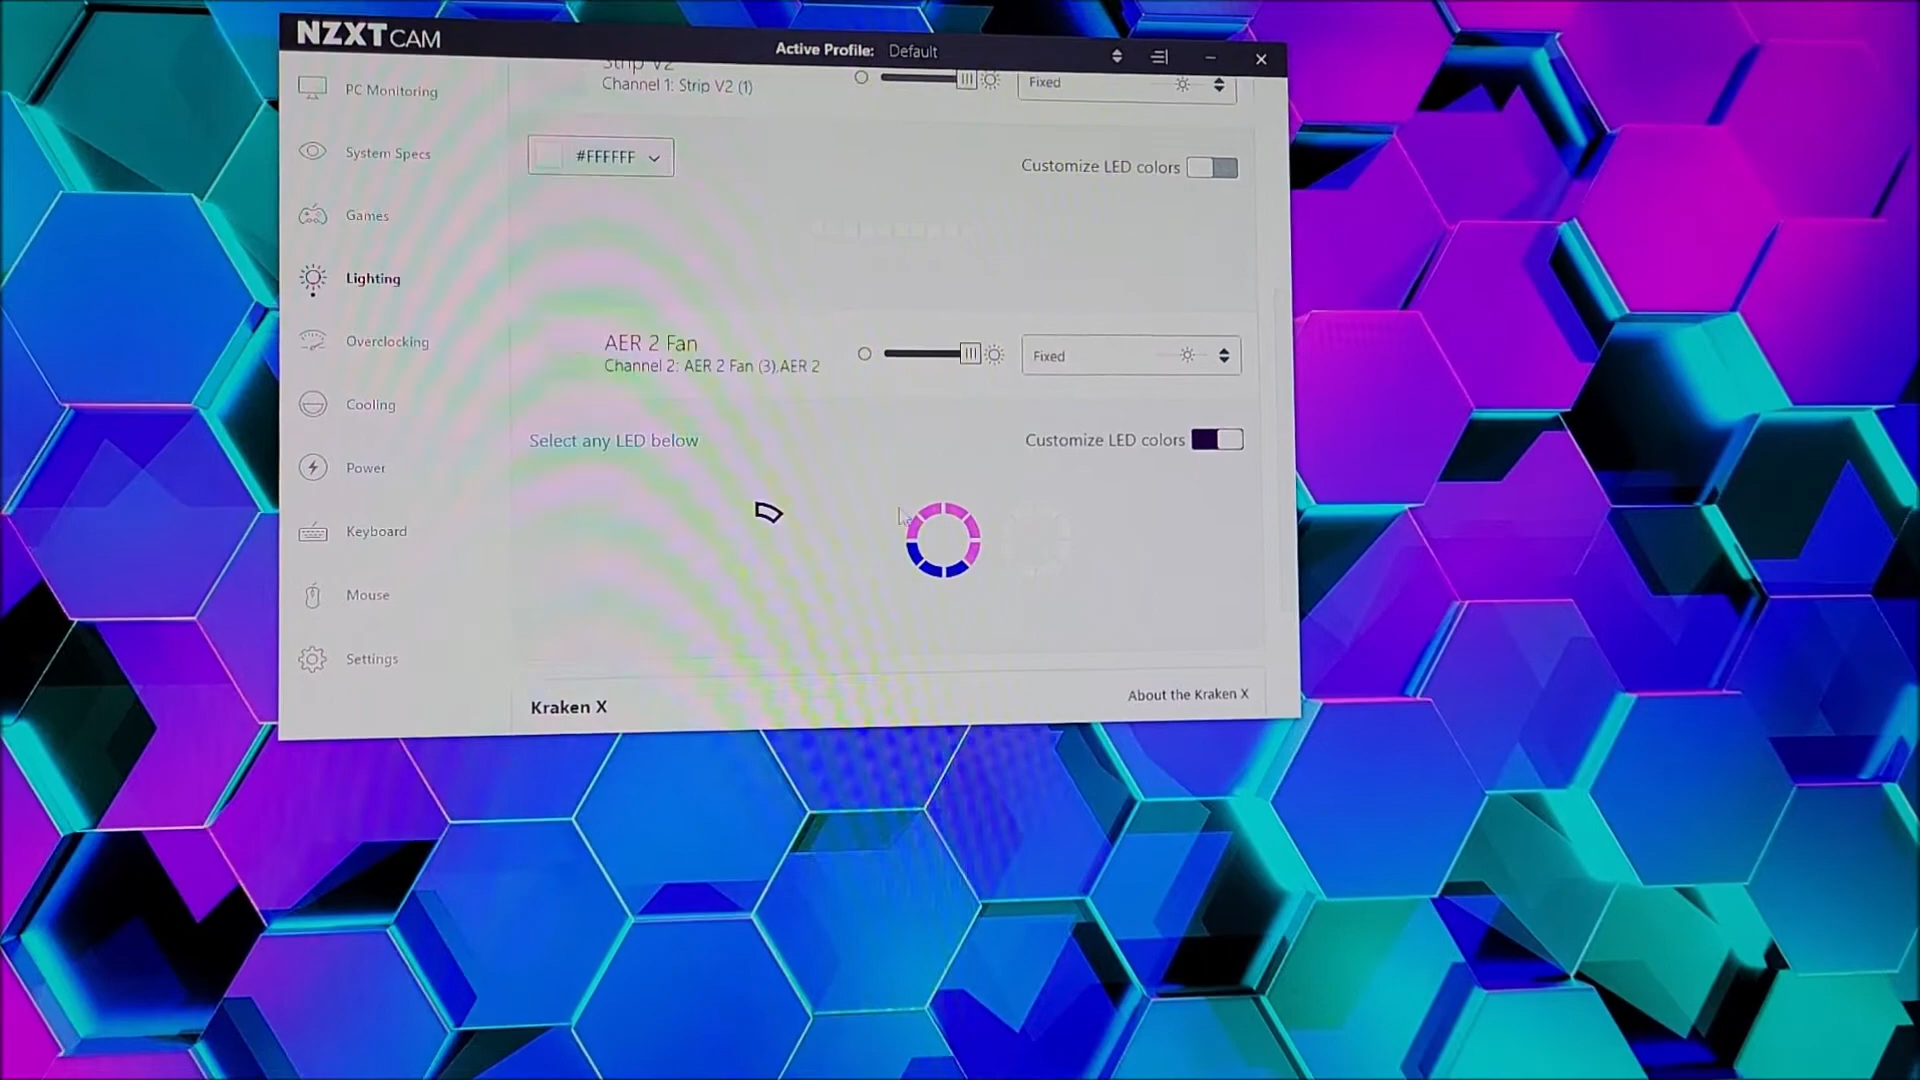 NZXT CAM
Active Profile: Default
PC Monitoring
System Specs
Games
Lighting
Overclocking
Cooling
Power
Keyboard
Mouse
Settings
Strip V2
Channel 1: Strip V2 (1)
Fixed
#FFFFFF
Customize LED colors
AER 2 Fan
Channel 2: AER 2 Fan (3),AER 2
Fixed
Select any LED below
Customize LED colors
Kraken X
About the Kraken X